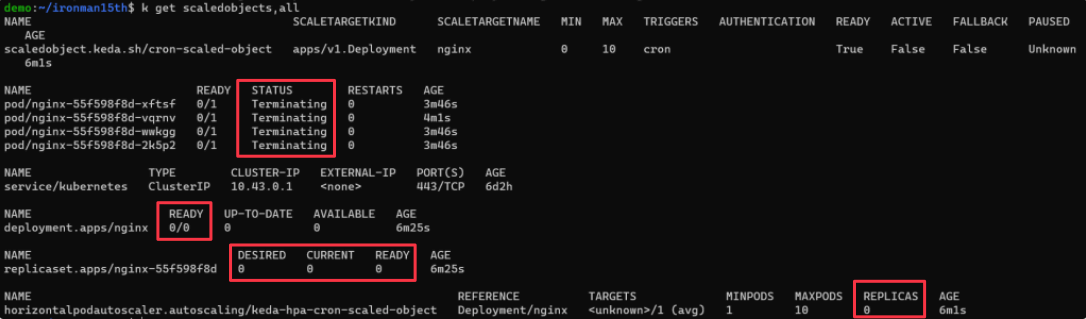 demo:~/ironman15th$ k get scaledobjects,all
NAME SCALETARGETKIND SCALETARGETNAME MIN MAX TRIGGERS AUTHENTICATION READY ACTIVE FALLBACK PAUSED
AGE
scaledobject.keda.sh/cron-scaled-object apps/v1.Deployment nginx 0 10 cron True False False Unknown
6m1s
NAME READY STATUS RESTARTS AGE
pod/nginx-55f598f8d-xftsf 0/1 Terminating 0 3m46s
pod/nginx-55f598f8d-vqrnv 0/1 Terminating 0 4m1s
pod/nginx-55f598f8d-wwkgg 0/1 Terminating 0 3m46s
pod/nginx-55f598f8d-2k5p2 0/1 Terminating 0 3m46s
NAME TYPE CLUSTER-IP EXTERNAL-IP PORT(S) AGE
service/kubernetes ClusterIP 10.43.0.1 <none> 443/TCP 6d2h
NAME READY UP-TO-DATE AVAILABLE AGE
deployment.apps/nginx 0/0 0 0 6m25s
NAME DESIRED CURRENT READY AGE
replicaset.apps/nginx-55f598f8d 0 0 0 6m25s
NAME REFERENCE TARGETS MINPODS MAXPODS REPLICAS AGE
horizontalpodautoscaler.autoscaling/keda-hpa-cron-scaled-object Deployment/nginx <unknown>/1 (avg) 1 10 0 6m1s